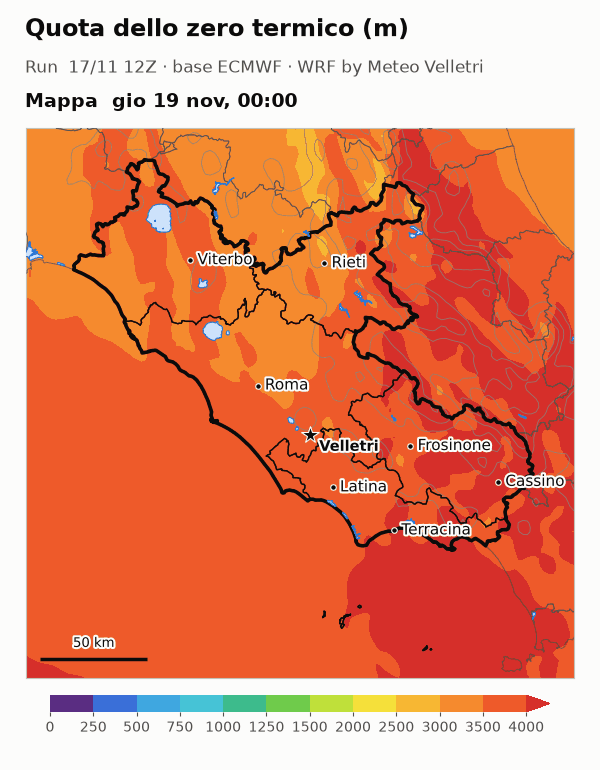 Quota dello zero termico (m)
Run  17/11 12Z · base ECMWF · WRF by Meteo Velletri
Mappa  gio 19 nov, 00:00
Viterbo
Rieti
Roma
Velletri
Frosinone
Cassino
Latina
Terracina
50 km
0 250 500 750 1000 1250 1500 2000 2500 3000 3500 4000